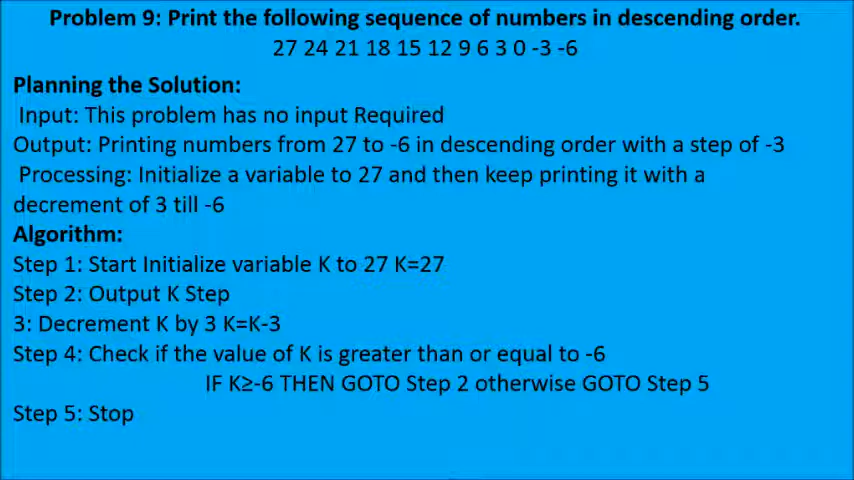 Problem 9: Print the following sequence of numbers in descending order.
27 24 21 18 15 12 9 6 3 0 -3 -6
Planning the Solution:
Input: This problem has no input Required
Output: Printing numbers from 27 to -6 in descending order with a step of -3
Processing: Initialize a variable to 27 and then keep printing it with a
decrement of 3 till -6
Algorithm:
Step 1: Start Initialize variable K to 27 K=27
Step 2: Output K Step
3: Decrement K by 3 K=K-3
Step 4: Check if the value of K is greater than or equal to -6
IF K≥-6 THEN GOTO Step 2 otherwise GOTO Step 5
Step 5: Stop